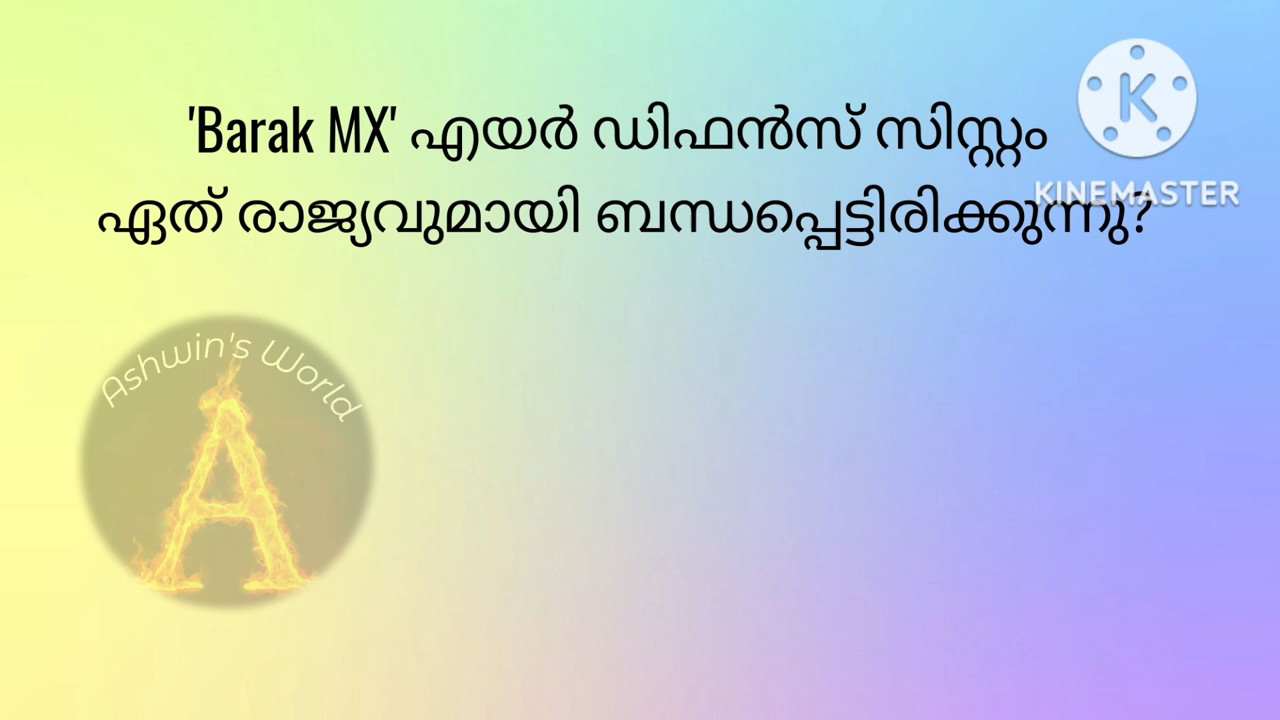 'Barak MX' എയർ ഡിഫൻസ് സിസ്റ്റം
ഏത് രാജ്യവുമായി ബന്ധപ്പെട്ടിരിക്കുന്നു?
K
KINEMASTER
Ashwin's World
A